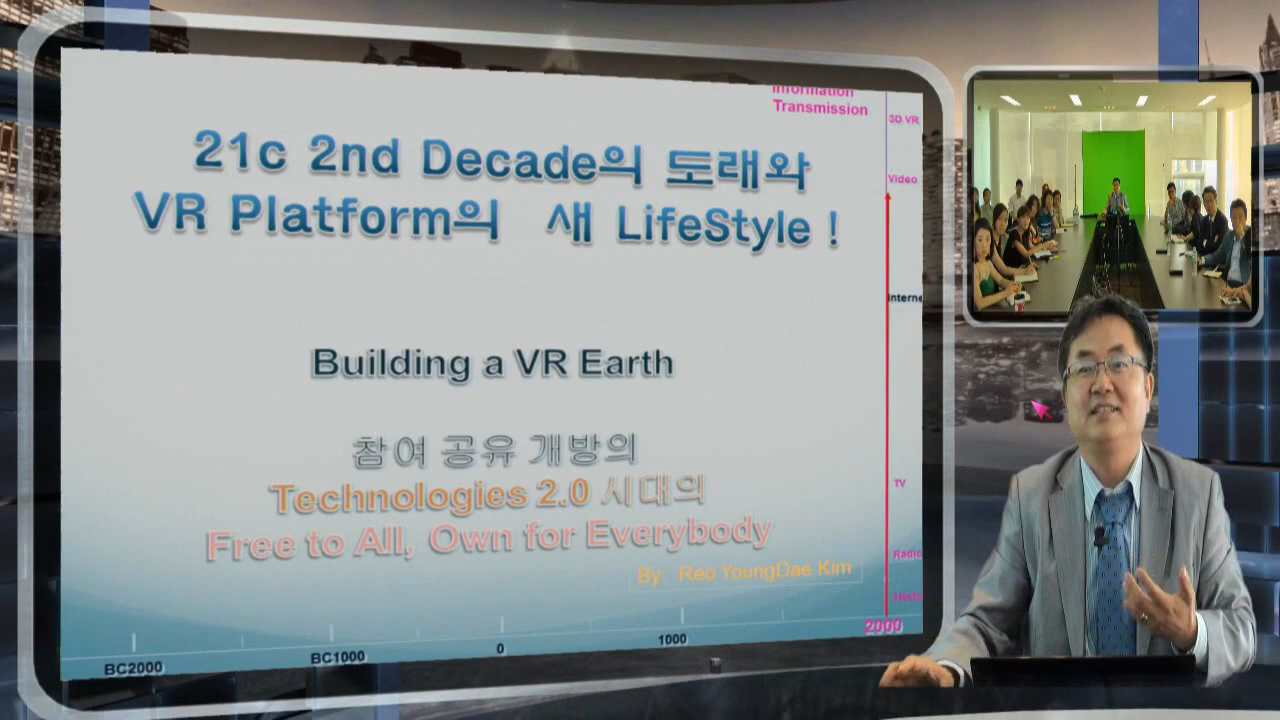 Information
Transmission
3D VR
21c 2nd Decade의 도래와
VR Platform의 새 LifeStyle !
Video
Interne
Building a VR Earth
참여 공유 개방의
Technologies 2.0 시대의
TV
Free to All, Own for Everybody
Radio
By: Reo YoungDae Kim
Histo
2000
BC2000
BC1000
0
1000